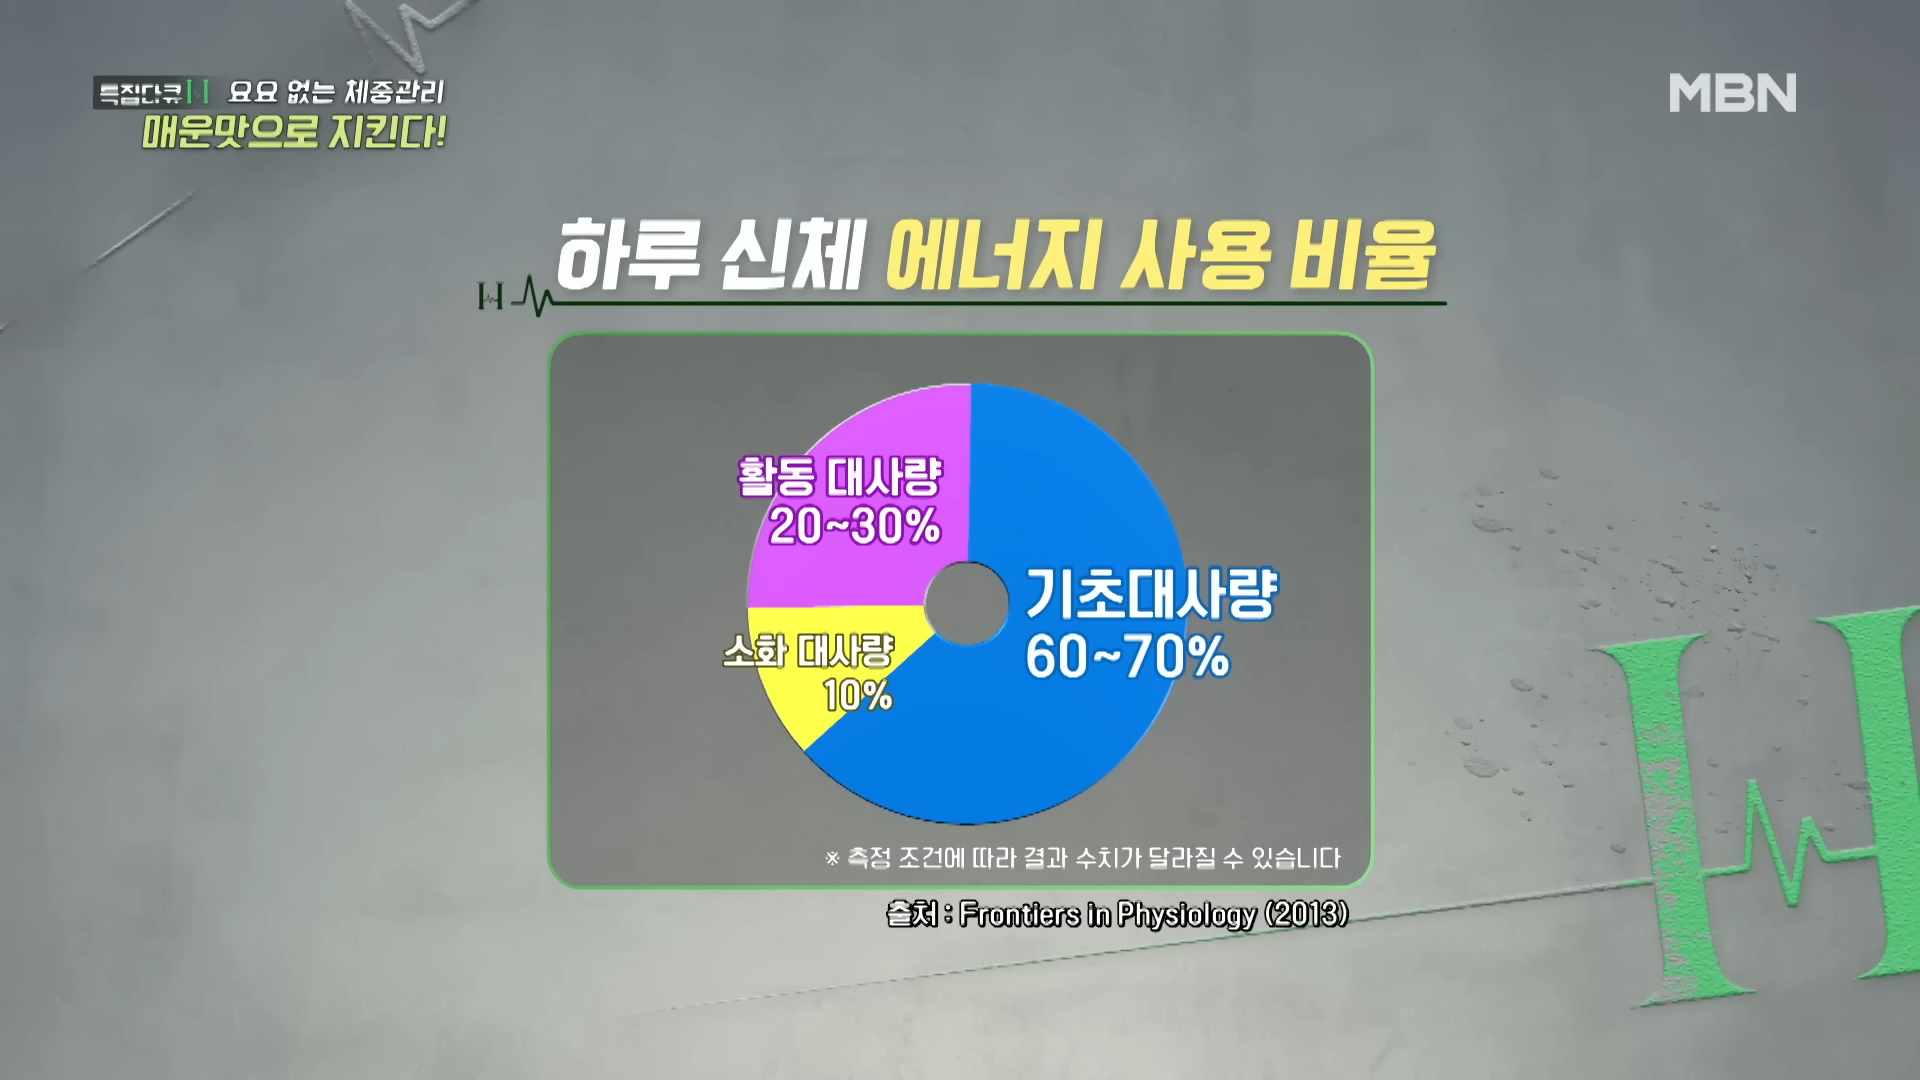 특집다큐H 요요 없는 체중관리
매운맛으로 지킨다!
MBN
하루 신체 에너지 사용 비율
활동 대사량
20~30%
기초대사량
60~70%
소화 대사량
10%
※ 측정 조건에 따라 결과 수치가 달라질 수 있습니다
출처 : Frontiers in Physiology (2013)